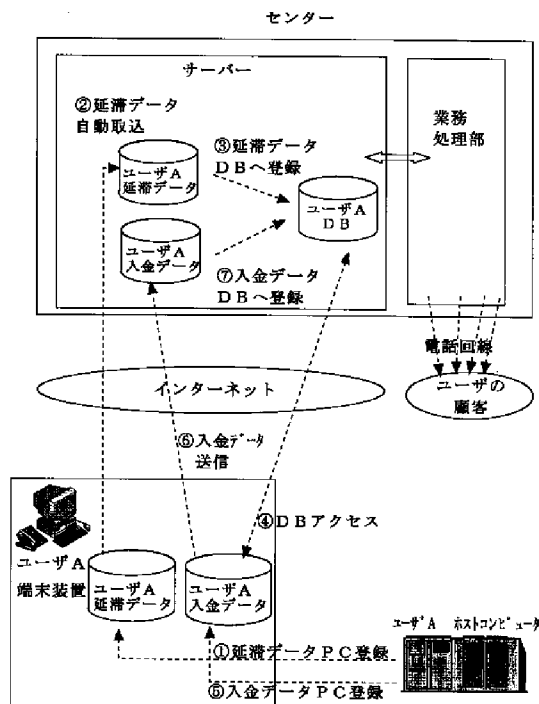 センター
サーバー
②延滞データ
自動取込
業務
処理部
③延滞データ
DBへ登録
ユーザA
延滞データ
ユーザA
DB
ユーザA
入金データ
⑦入金データ
DBへ登録
電話回線
インターネット
ユーザの
顧客
⑥入金データ
送信
④DBアクセス
ユーザA
端末装置
ユーザA
延滞データ
ユーザA
入金データ
ユーザA ホストコンピュータ
①延滞データPC登録
⑤入金データPC登録